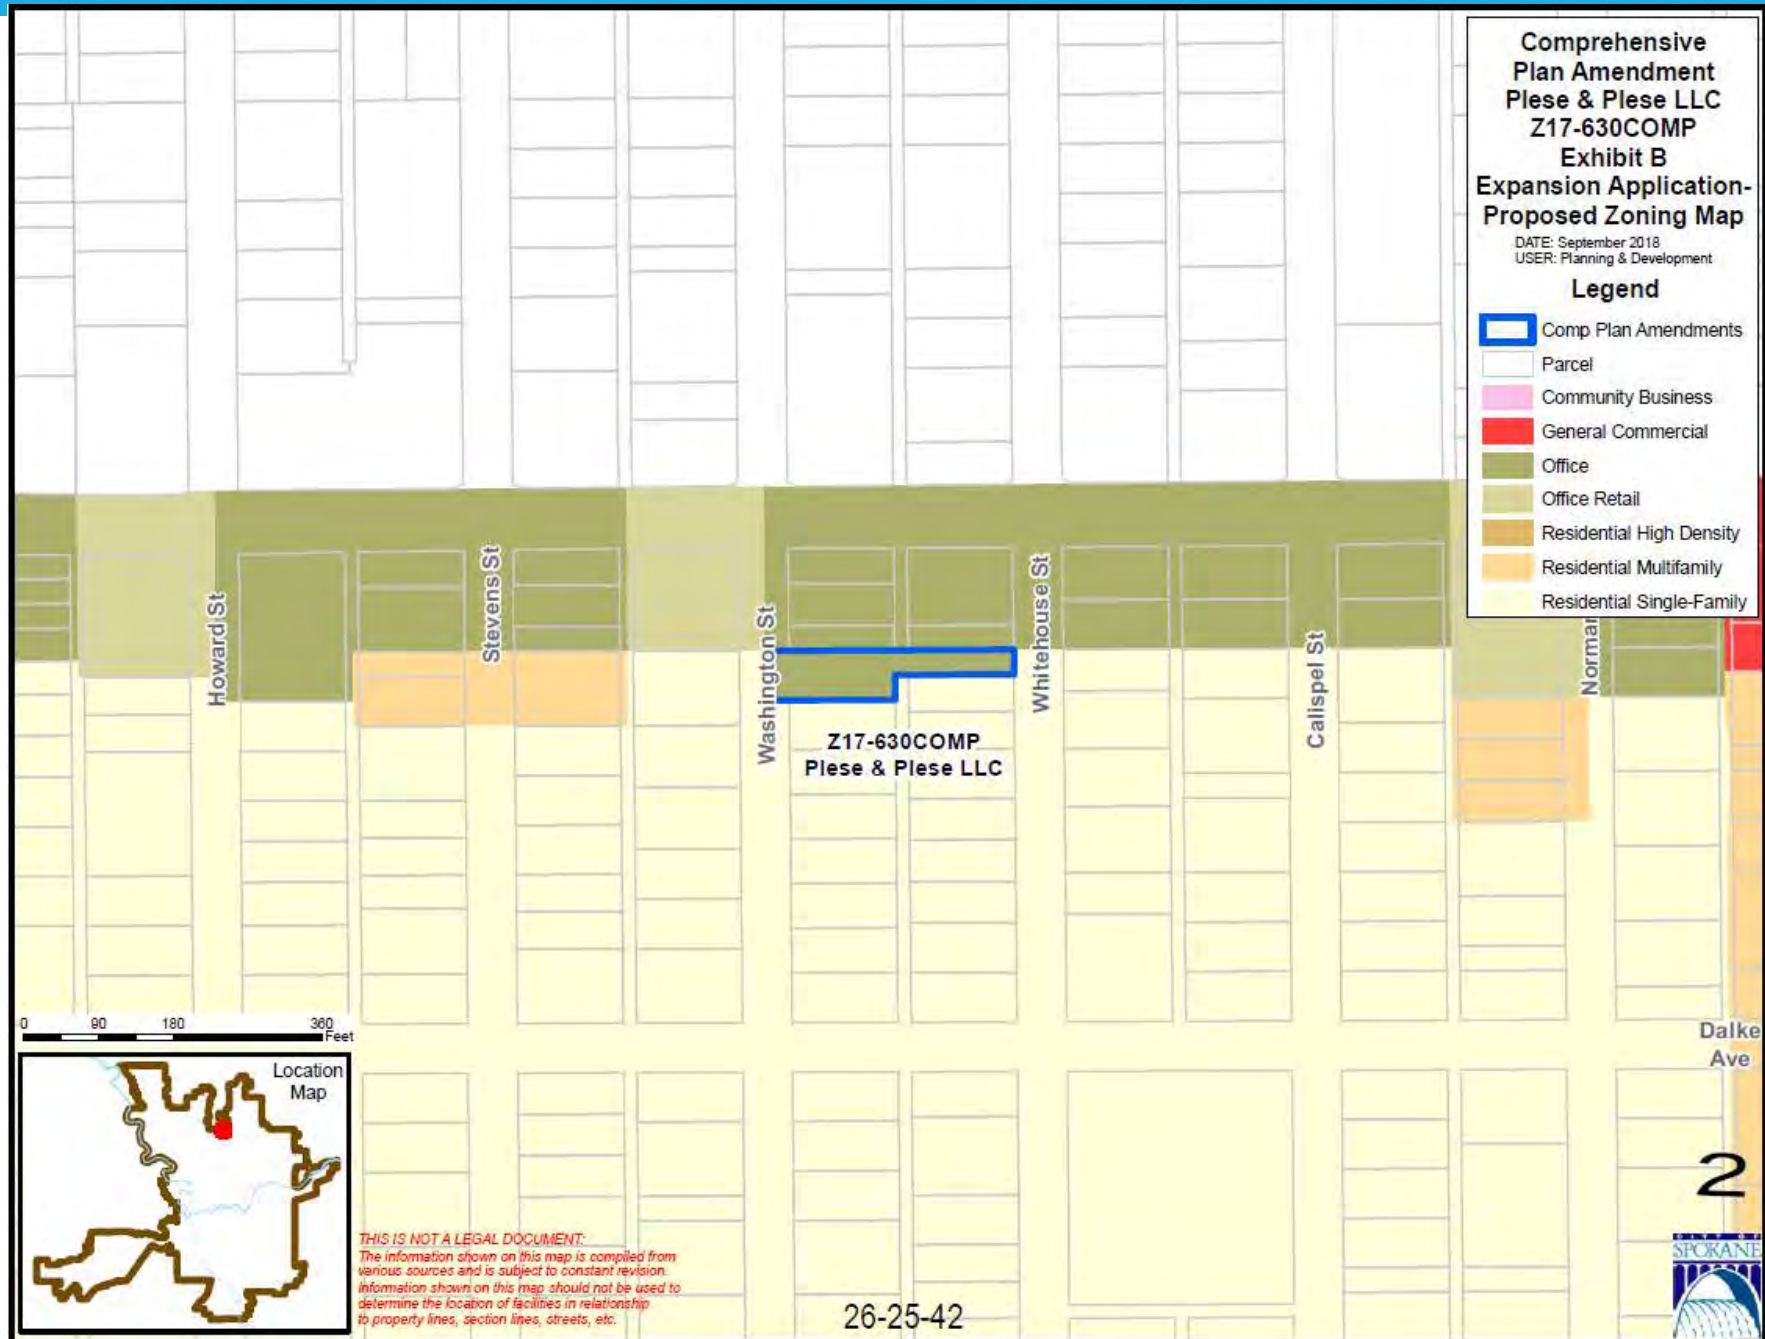 Comprehensive
Plan Amendment
Plese & Plese LLC
Z17-630COMP
Exhibit B
Expansion Application-
Proposed Zoning Map
DATE: September 2018
USER: Planning & Development
Legend
Comp Plan Amendments
Parcel
Community Business
General Commercial
Office
Office Retail
Residential High Density
Residential Multifamily
Residential Single-Family
Howard St
Stevens St
Washington St
Whitehouse St
Calispel St
Norman
Z17-630COMP
Plese & Plese LLC
0 90 180 360
Feet
Dalke
Ave
Location
Map
2
THIS IS NOT A LEGAL DOCUMENT:
The information shown on this map is compiled from
various sources and is subject to constant revision.
Information shown on this map should not be used to
determine the location of facilities in relationship
to property lines, section lines, streets, etc.
26-25-42
CITY OF
SPOKANE